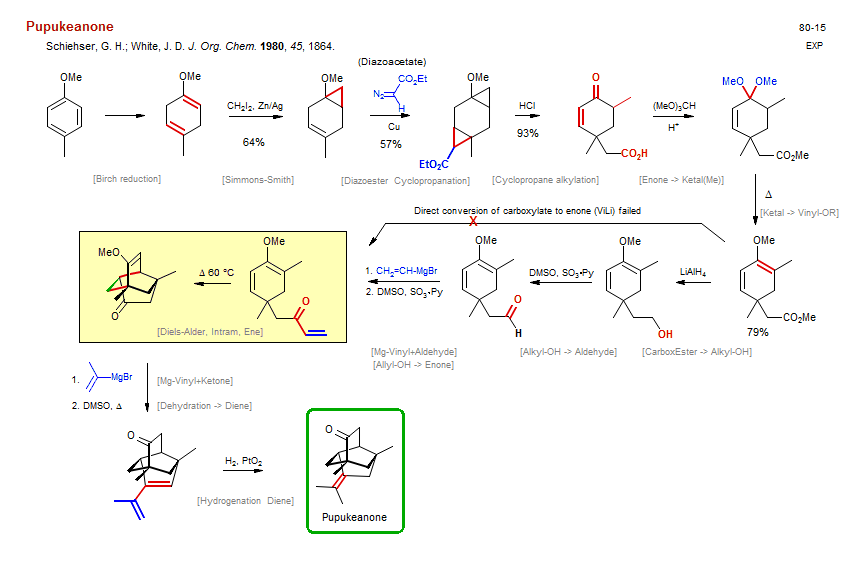 Pupukeanone
80-15
Schiehser, G. H.; White, J. D. J. Org. Chem. 1980, 45, 1864.
EXP
(Diazoacetate)
OMe
OMe
CH2I2, Zn/Ag
64%
OMe
CO2Et
N2
H
Cu
57%
OMe
EtO2C
HCl
93%
O
CO2H
(MeO)3CH
H+
MeO OMe
CO2Me
[Birch reduction]
[Simmons-Smith]
[Diazoester Cyclopropanation]
[Cyclopropane alkylation]
[Enone -> Ketal(Me)]
Δ
[Ketal -> Vinyl-OR]
Direct conversion of carboxylate to enone (ViLi) failed
X
MeO
O
Δ 60 °C
OMe
O
[Diels-Alder, Intram, Ene]
1. CH2=CH-MgBr
2. DMSO, SO3•Py
OMe
O
H
DMSO, SO3•Py
OMe
OH
LiAlH4
OMe
CO2Me
79%
[Mg-Vinyl+Aldehyde]
[Allyl-OH -> Enone]
[Alkyl-OH -> Aldehyde]
[CarboxEster -> Alkyl-OH]
1.
MgBr
[Mg-Vinyl+Ketone]
2. DMSO, Δ
[Dehydration -> Diene]
O
H2, PtO2
[Hydrogenation Diene]
O
Pupukeanone